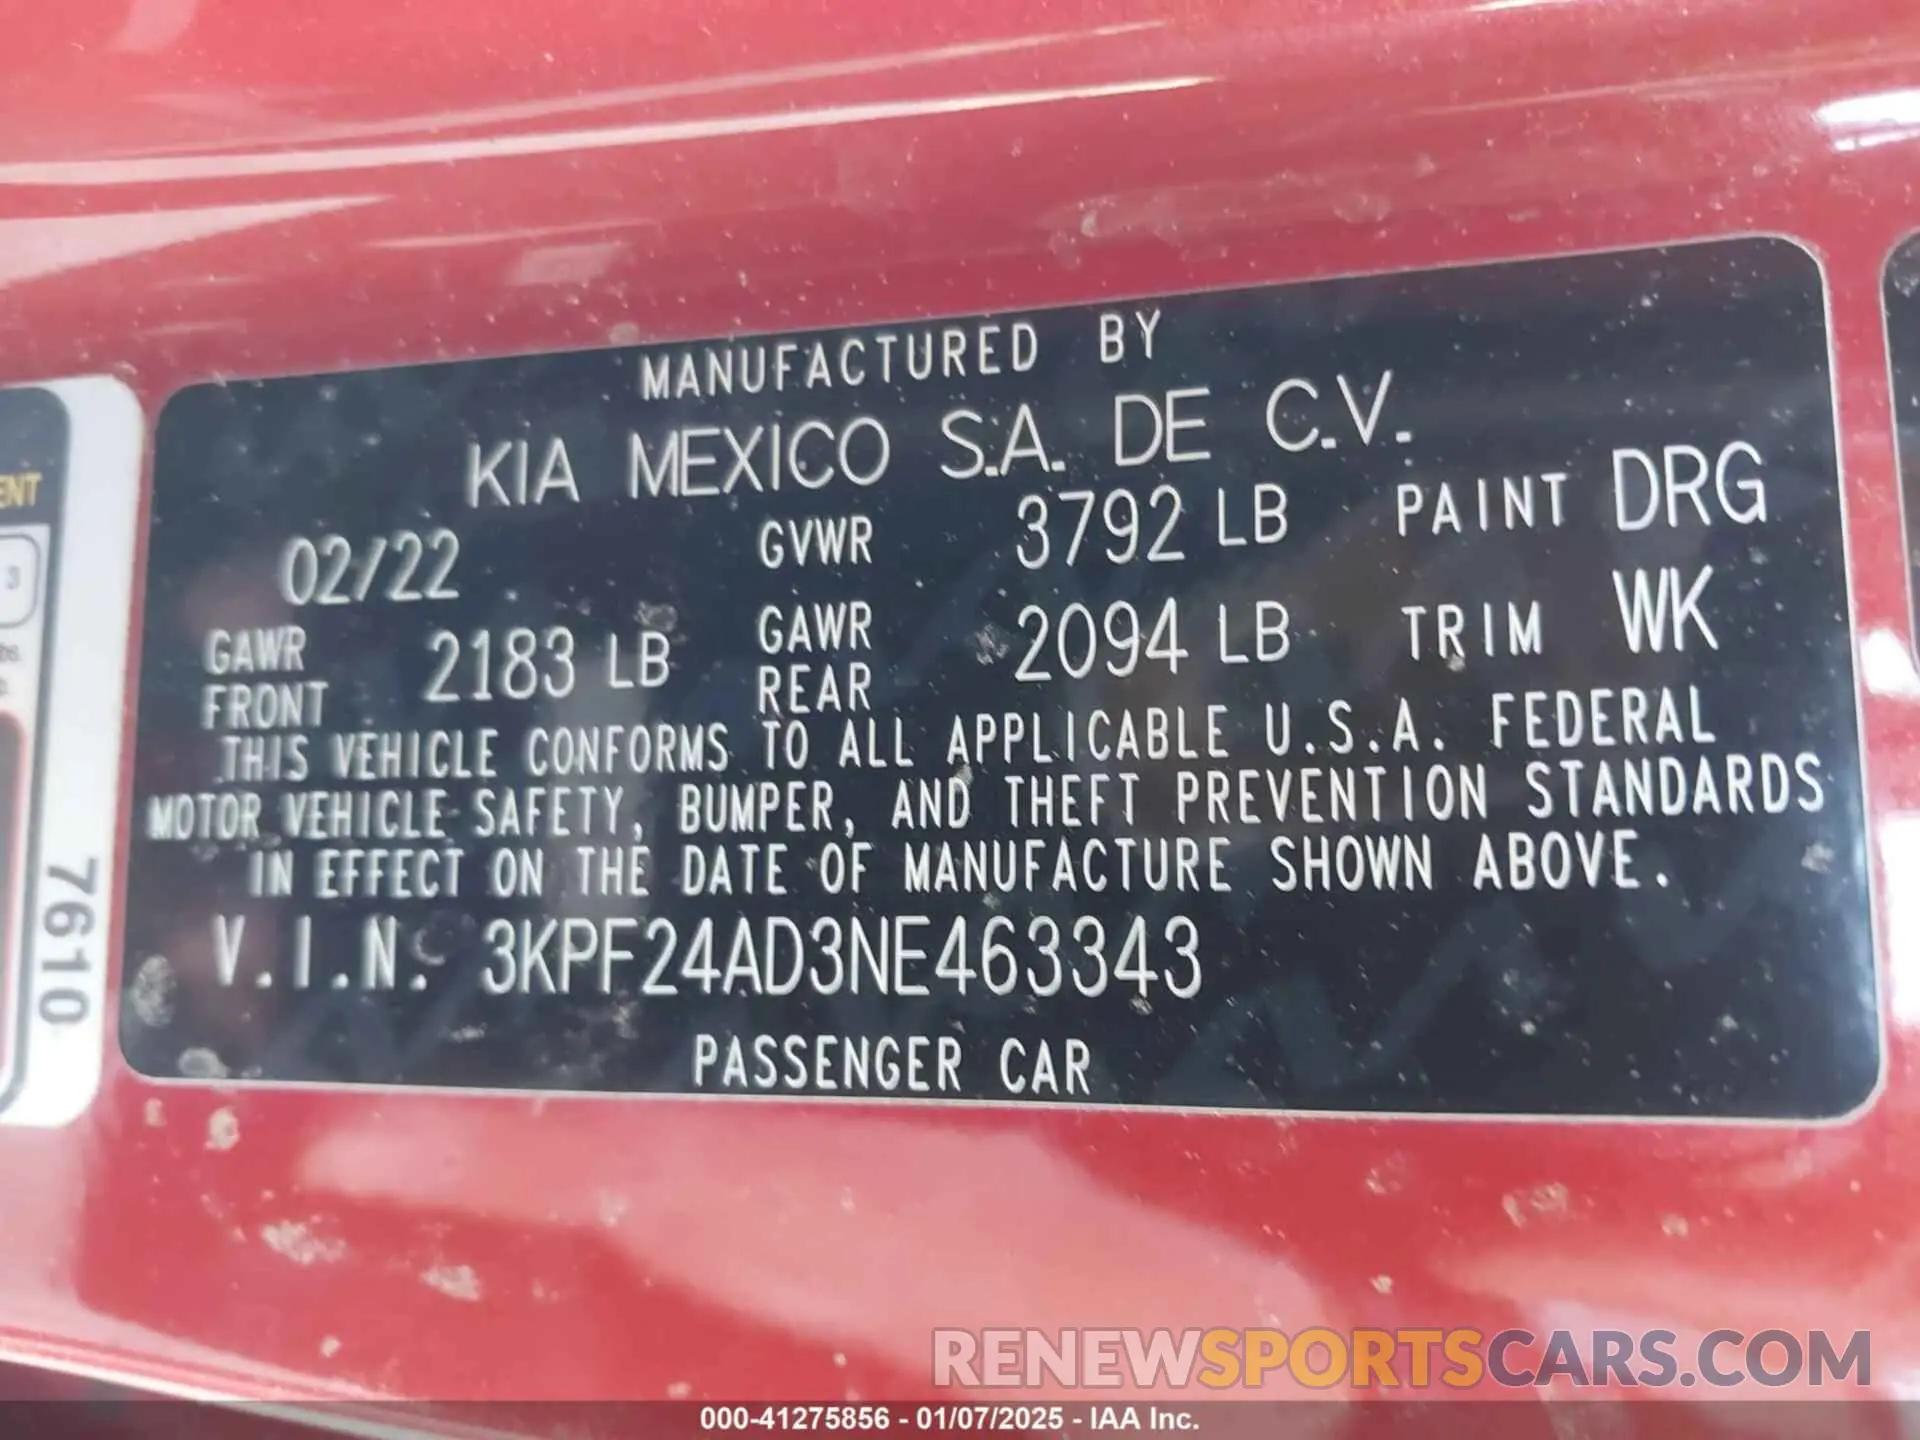 MANUFACTURED BY
KIA MEXICO S.A. DE C.V.
02/22 GVWR 3792 LB PAINT DRG
GAWR FRONT 2183 LB GAWR REAR 2094 LB TRIM WK
THIS VEHICLE CONFORMS TO ALL APPLICABLE U.S.A. FEDERAL
MOTOR VEHICLE SAFETY, BUMPER, AND THEFT PREVENTION STANDARDS
IN EFFECT ON THE DATE OF MANUFACTURE SHOWN ABOVE.
V.I.N. 3KPF24AD3NE463343
PASSENGER CAR
3
7610
RENEWSPORTSCARS.COM
000-41275856 - 01/07/2025 - IAA Inc.